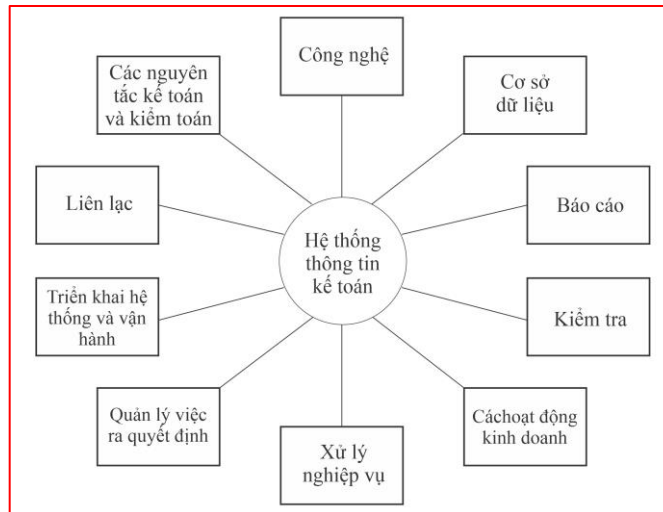 Công nghệ
Các nguyên
tắc kế toán
và kiểm toán
Cơ sở
dữ liệu
Liên lạc
Báo cáo
Hệ thống
thông tin
kế toán
Triển khai hệ
thống và vận
hành
Kiểm tra
Quản lý việc
ra quyết định
Xử lý
nghiệp vụ
Cáchoạt động
kinh doanh